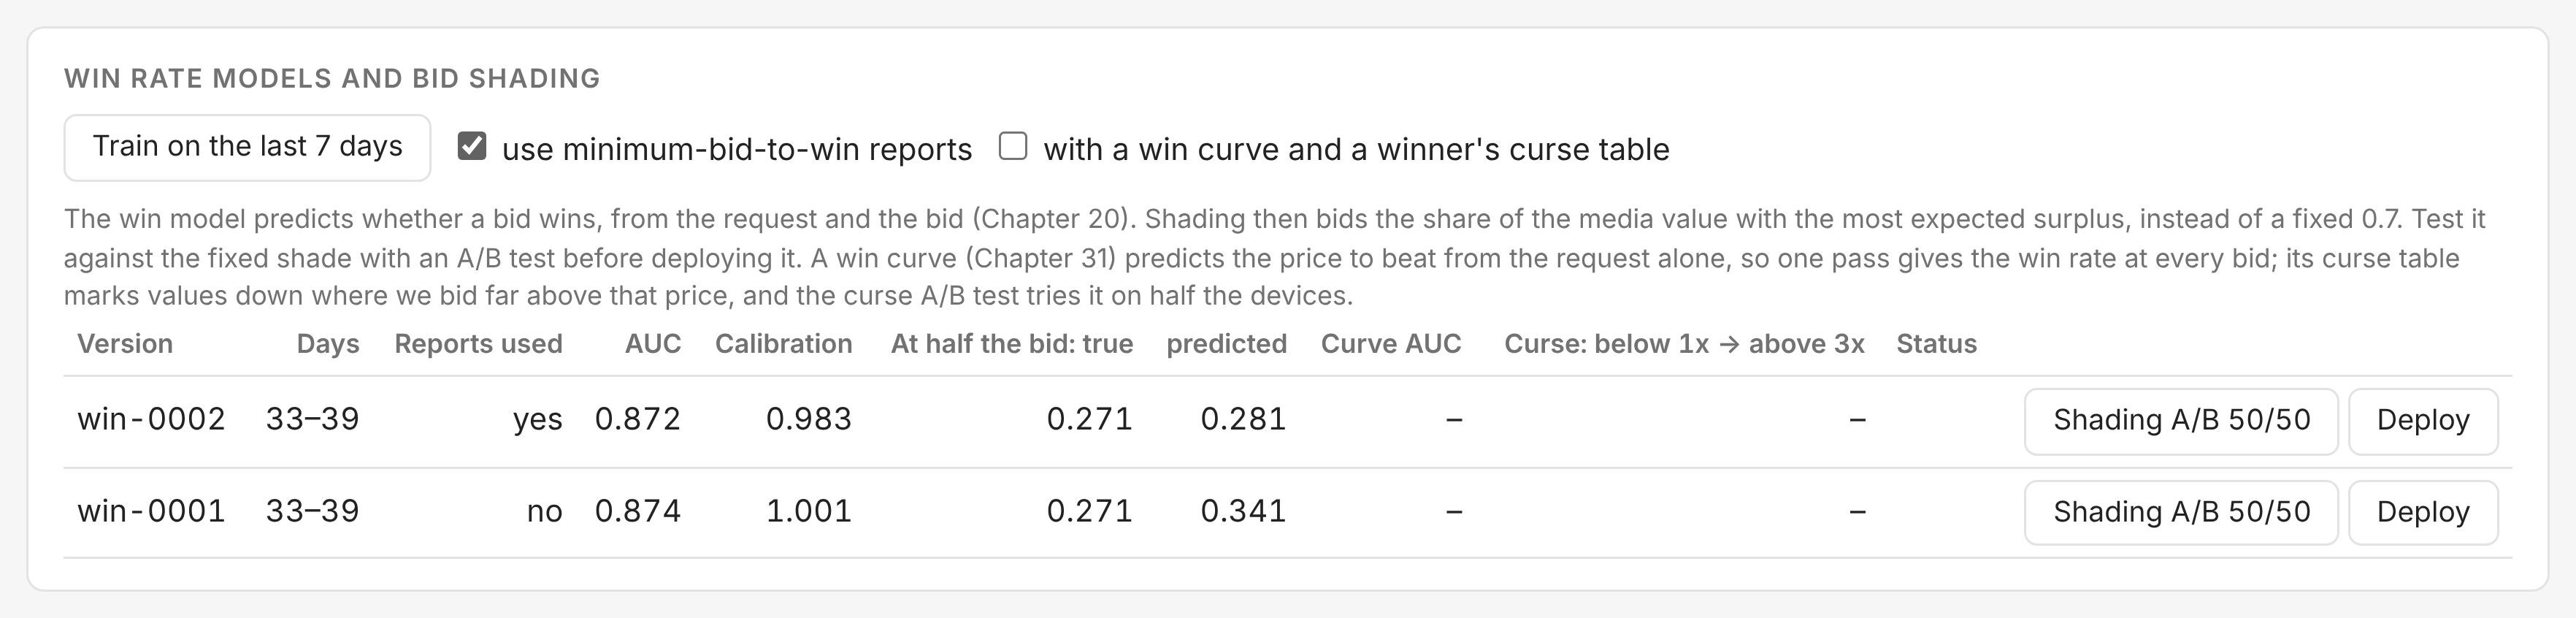 WIN RATE MODELS AND BID SHADING
Train on the last 7 days use minimum-bid-to-win reports with a win curve and a winner's curse table
The win model predicts whether a bid wins, from the request and the bid (Chapter 20). Shading then bids the share of the media value with the most expected surplus, instead of a fixed 0.7. Test it
against the fixed shade with an A/B test before deploying it. A win curve (Chapter 31) predicts the price to beat from the request alone, so one pass gives the win rate at every bid; its curse table
marks values down where we bid far above that price, and the curse A/B test tries it on half the devices.
Version Days Reports used AUC Calibration At half the bid: true predicted Curve AUC Curse: below 1x → above 3x Status
win-0002 33–39 yes 0.872 0.983 0.271 0.281 – – Shading A/B 50/50 Deploy
win-0001 33–39 no 0.874 1.001 0.271 0.341 – – Shading A/B 50/50 Deploy